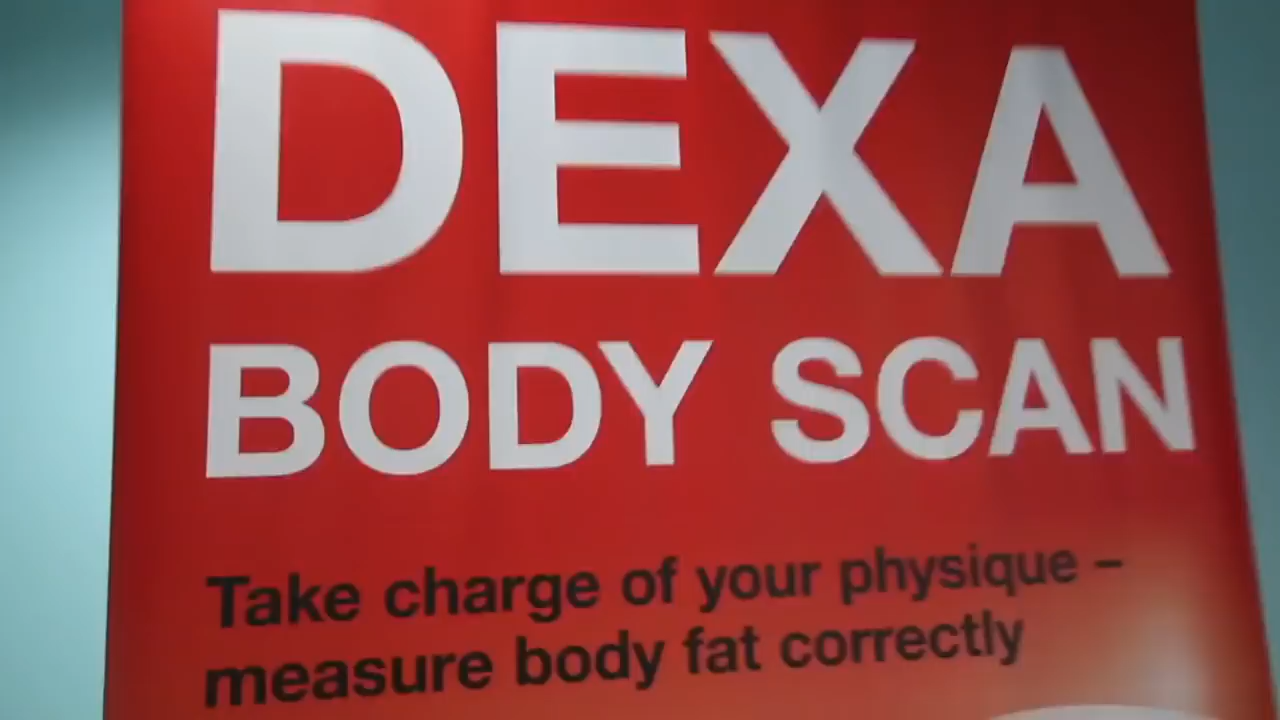 DEXA
BODY SCAN
Take charge of your physique –
measure body fat correctly